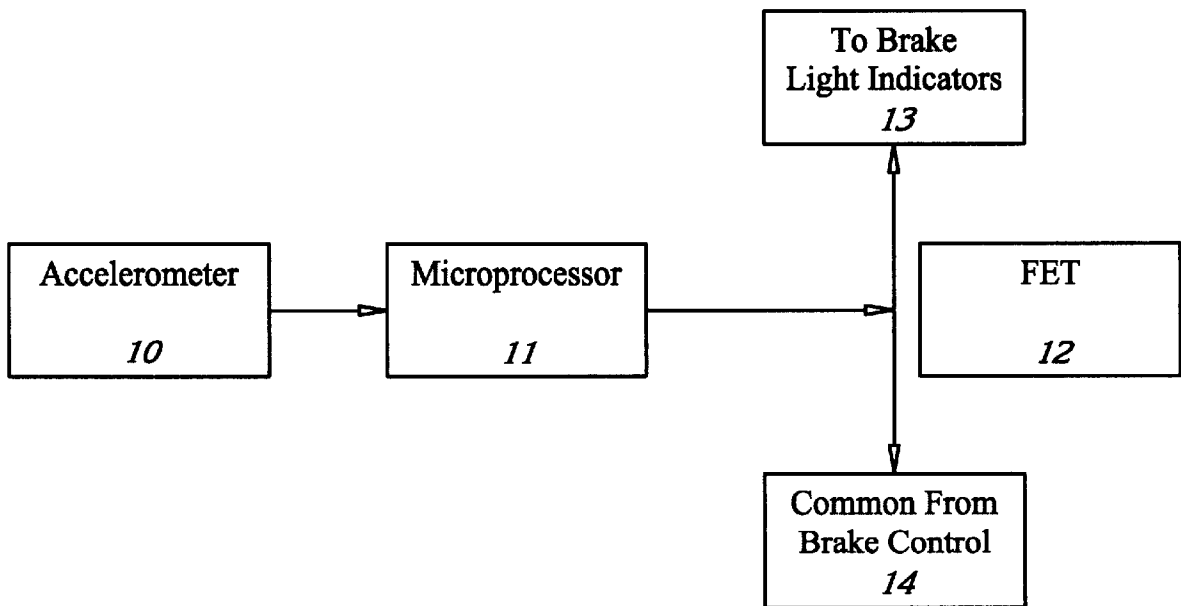 To Brake
Light Indicators
13
Accelerometer
10
Microprocessor
11
FET
12
Common From
Brake Control
14